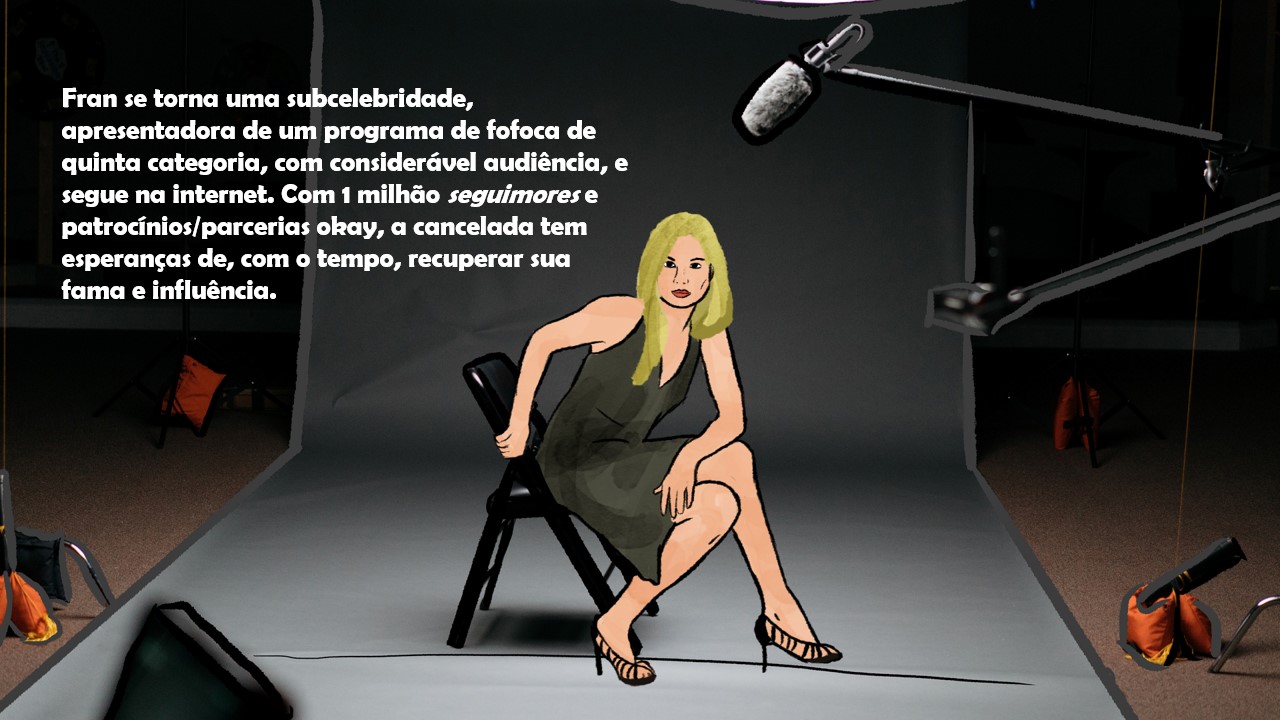 Fran se torna uma subcelebridade,
apresentadora de um programa de fofoca de
quinta categoria, com considerável audiência, e
segue na internet. Com 1 milhão seguimores e
patrocínios/parcerias okay, a cancelada tem
esperanças de, com o tempo, recuperar sua
fama e influência.